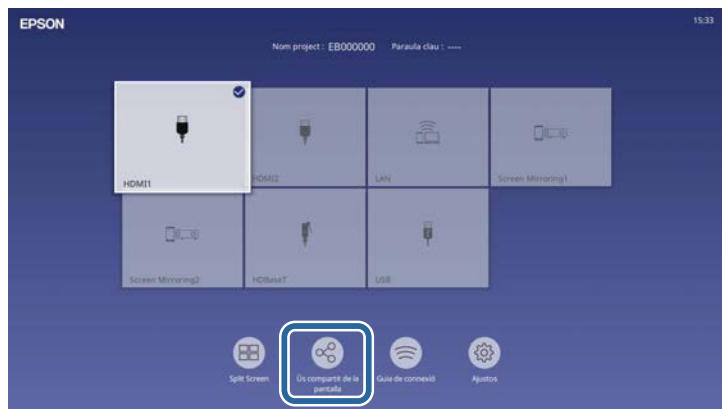 EPSON
15:33
Nom project : EB000000 Paraula clau : ----
HDMI1
HDMI2
LAN
Screen Mirroring1
Screen Mirroring2
HDBaseT
USB
Split Screen
Ús compartit de la
pantalla
Guia de connexió
Ajustos